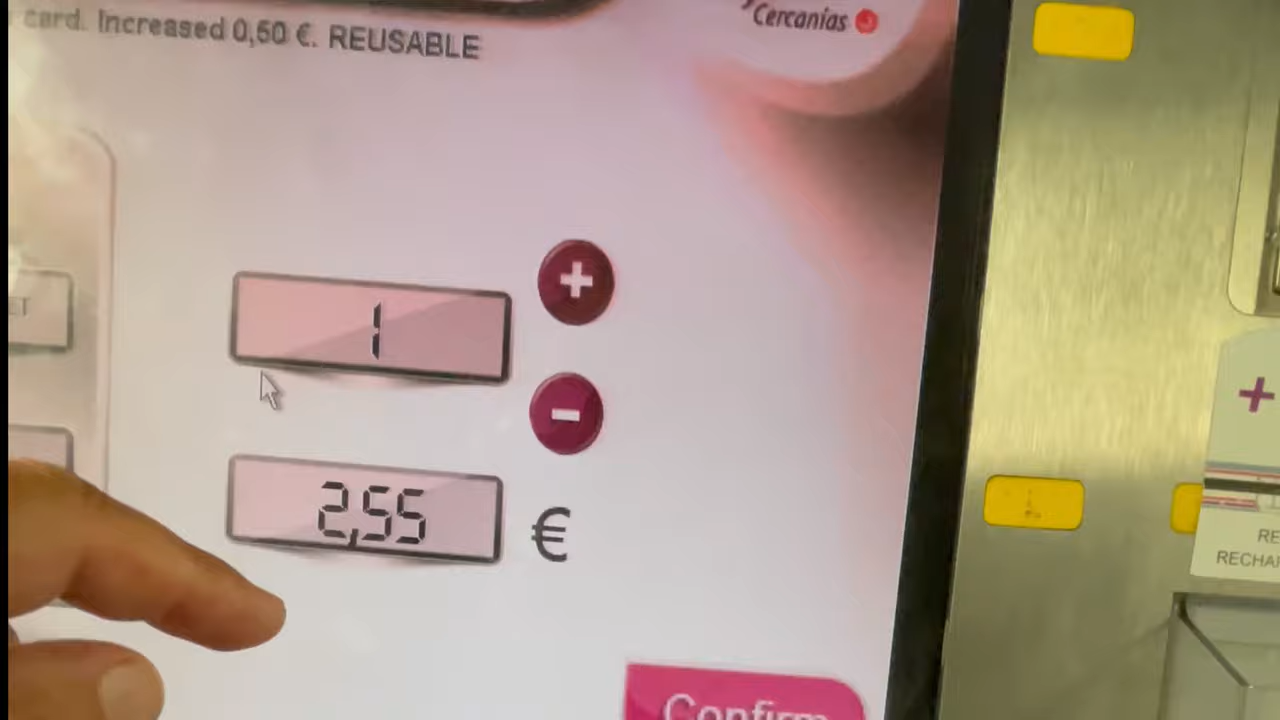 card. Increased 0,50 €. REUSABLE
Cercanías
1
2,55 €
Confirm